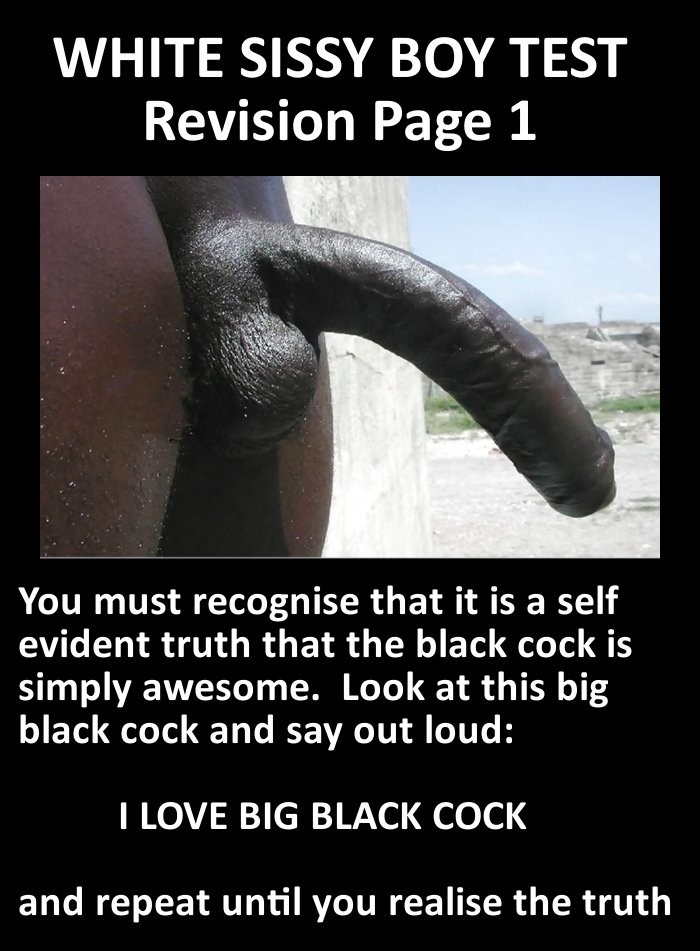 WHITE SISSY BOY TEST
Revision Page 1
You must recognise that it is a self
evident truth that the black cock is
simply awesome.  Look at this big
black cock and say out loud:
I LOVE BIG BLACK COCK
and repeat until you realise the truth